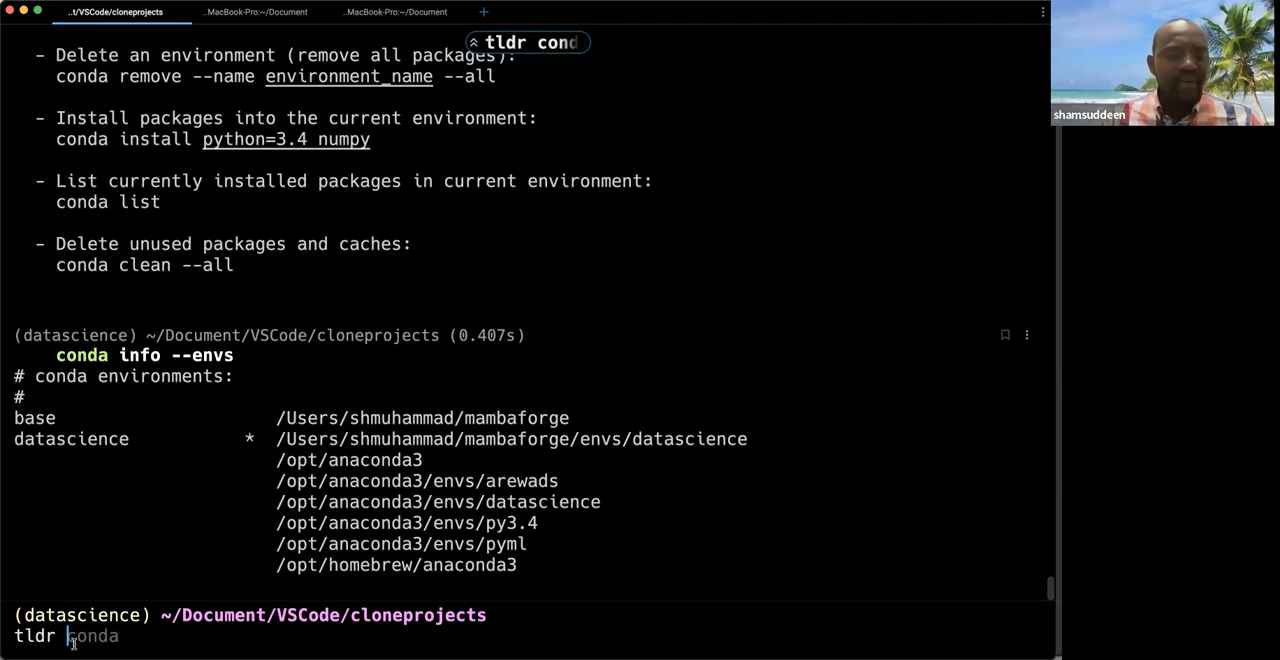 ..t/VSCode/cloneprojects
..MacBook-Pro:~/Document
..MacBook-Pro:~/Document
tldr cond
- Delete an environment (remove all packages):
conda remove --name environment_name --all
- Install packages into the current environment:
conda install python=3.4 numpy
- List currently installed packages in current environment:
conda list
- Delete unused packages and caches:
conda clean --all
(datascience) ~/Document/VSCode/cloneprojects (0.407s)
conda info --envs
# conda environments:
#
base /Users/shmuhammad/mambaforge
datascience * /Users/shmuhammad/mambaforge/envs/datascience
/opt/anaconda3
/opt/anaconda3/envs/arewads
/opt/anaconda3/envs/datascience
/opt/anaconda3/envs/py3.4
/opt/anaconda3/envs/pyml
/opt/homebrew/anaconda3
(datascience) ~/Document/VSCode/cloneprojects
tldr conda
shamsuddeen